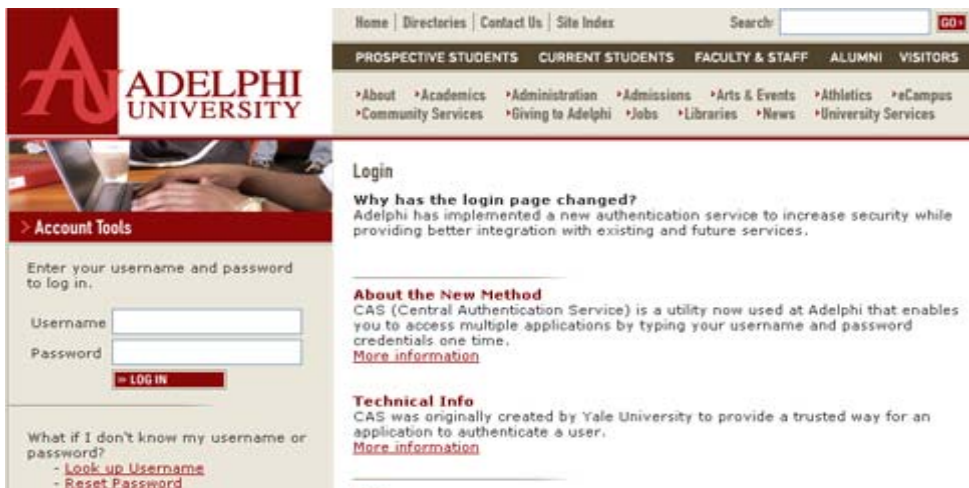 Home | Directories | Contact Us | Site Index Search: GO
PROSPECTIVE STUDENTS CURRENT STUDENTS FACULTY & STAFF ALUMNI VISITORS
About Academics Administration Admissions Arts & Events Athletics eCampus
Community Services Giving to Adelphi Jobs Libraries News University Services
AU
ADELPHI
UNIVERSITY
> Account Tools
Enter your username and password
to log in.
Username
Password
» LOG IN
What if I don't know my username or
password?
- Look up Username
- Reset Password
Login
Why has the login page changed?
Adelphi has implemented a new authentication service to increase security while
providing better integration with existing and future services.
About the New Method
CAS (Central Authentication Service) is a utility now used at Adelphi that enables
you to access multiple applications by typing your username and password
credentials one time.
More information
Technical Info
CAS was originally created by Yale University to provide a trusted way for an
application to authenticate a user.
More information